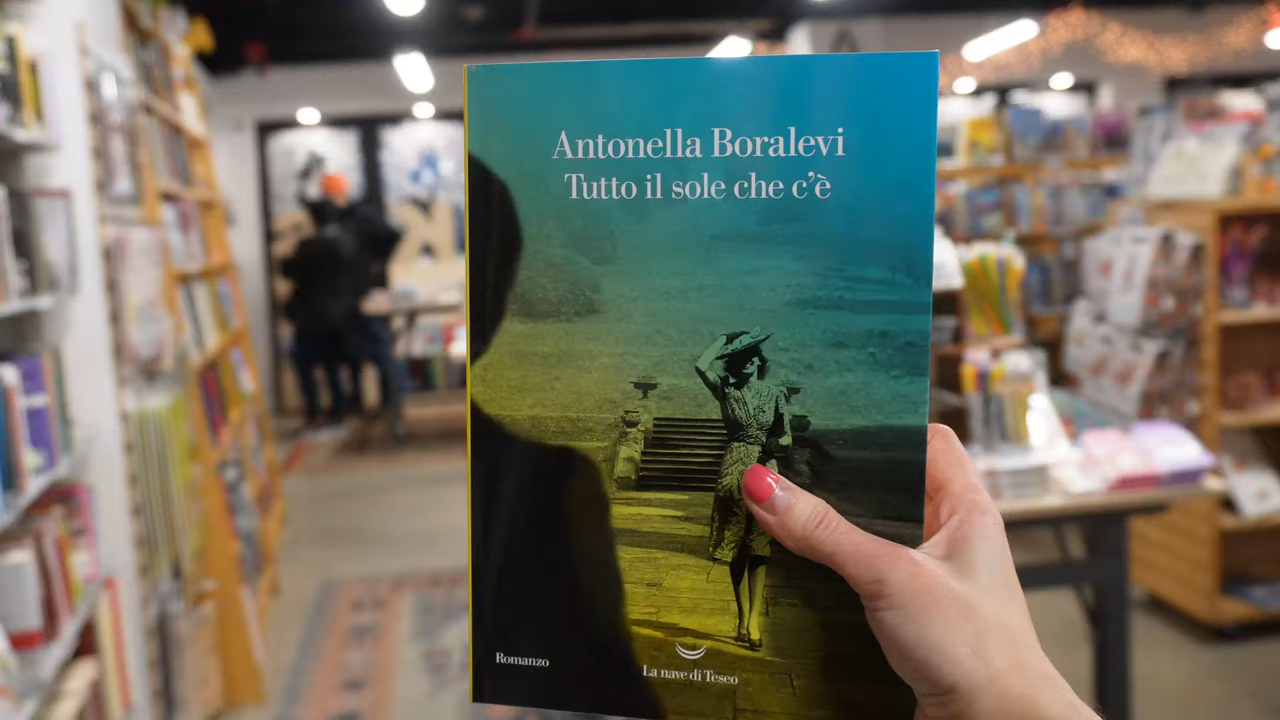 Antonella Boralevi
Tutto il sole che c'è
Romanzo
La nave di Teseo